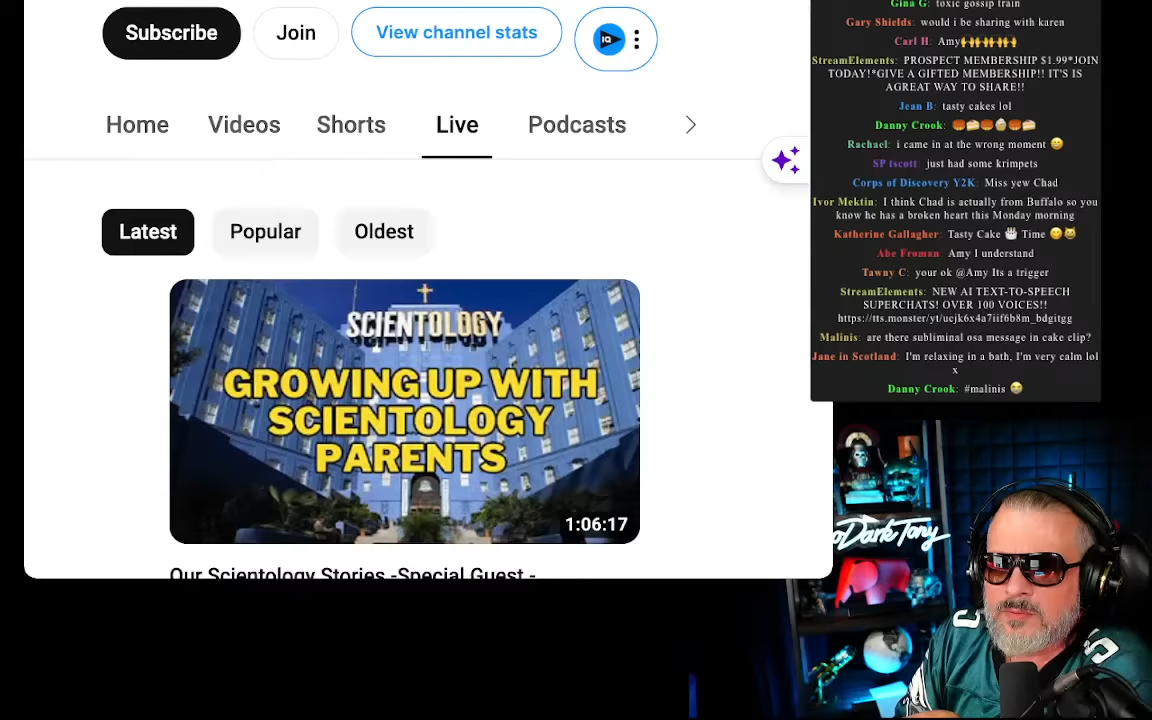 Subscribe
Join
View channel stats
IQ
Home
Videos
Shorts
Live
Podcasts
Latest
Popular
Oldest
SCIENTOLOGY
GROWING UP WITH
SCIENTOLOGY
PARENTS
1:06:17
Our Scientology Stories -Special Guest -
Gina G: toxic gossip train
Gary Shields: would i be sharing with karen
Carl H: Amy🙌🙌🙌🙌
StreamElements: PROSPECT MEMBERSHIP $1.99*JOIN
TODAY!*GIVE A GIFTED MEMBERSHIP!! IT'S IS
AGREAT WAY TO SHARE!!
Jean B: tasty cakes lol
Danny Crook:
Rachael: i came in at the wrong moment
SP tscott: just had some krimpets
Corps of Discovery Y2K: Miss yew Chad
Ivor Mektin: I think Chad is actually from Buffalo so you
know he has a broken heart this Monday morning
Katherine Gallagher: Tasty Cake Time
Abe Froman: Amy I understand
Tawny C: your ok @Amy Its a trigger
StreamElements: NEW AI TEXT-TO-SPEECH
SUPERCHATS! OVER 100 VOICES!!
https://tts.monster/yt/ucjk6x4a7iif6b8m_bdgitgg
Malinis: are there subliminal osa message in cake clip?
Jane in Scotland: I'm relaxing in a bath, I'm very calm lol
x
Danny Crook: #malinis
DarkTony